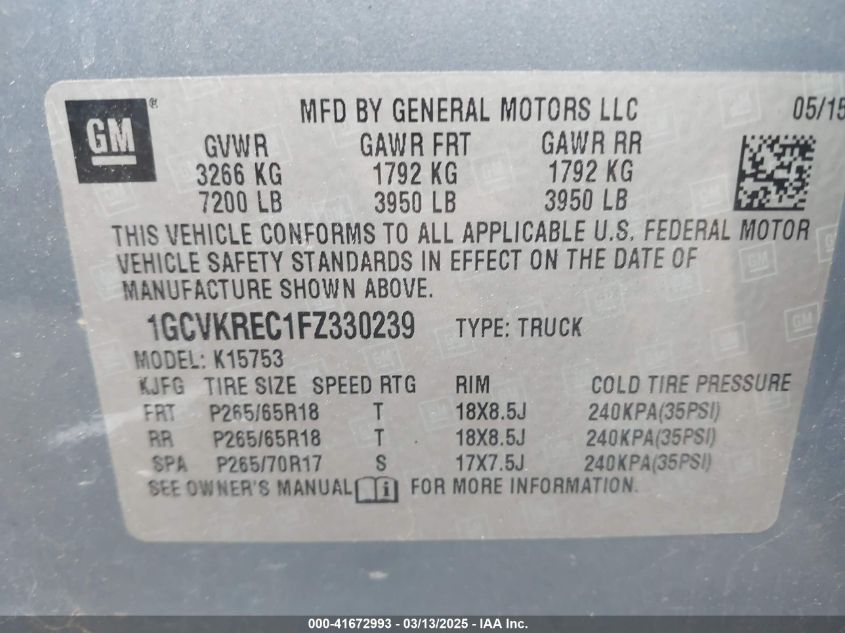 GM®
MFD BY GENERAL MOTORS LLC 05/15
GVWR GAWR FRT GAWR RR
3266 KG 1792 KG 1792 KG
7200 LB 3950 LB 3950 LB
THIS VEHICLE CONFORMS TO ALL APPLICABLE U.S. FEDERAL MOTOR
VEHICLE SAFETY STANDARDS IN EFFECT ON THE DATE OF
MANUFACTURE SHOWN ABOVE.
1GCVKREC1FZ330239 TYPE: TRUCK
MODEL: K15753
KJFG TIRE SIZE SPEED RTG RIM COLD TIRE PRESSURE
FRT P265/65R18 T 18X8.5J 240KPA(35PSI)
RR P265/65R18 T 18X8.5J 240KPA(35PSI)
SPA P265/70R17 S 17X7.5J 240KPA(35PSI)
SEE OWNER'S MANUAL i FOR MORE INFORMATION.
000-41672993 - 03/13/2025 - IAA Inc.